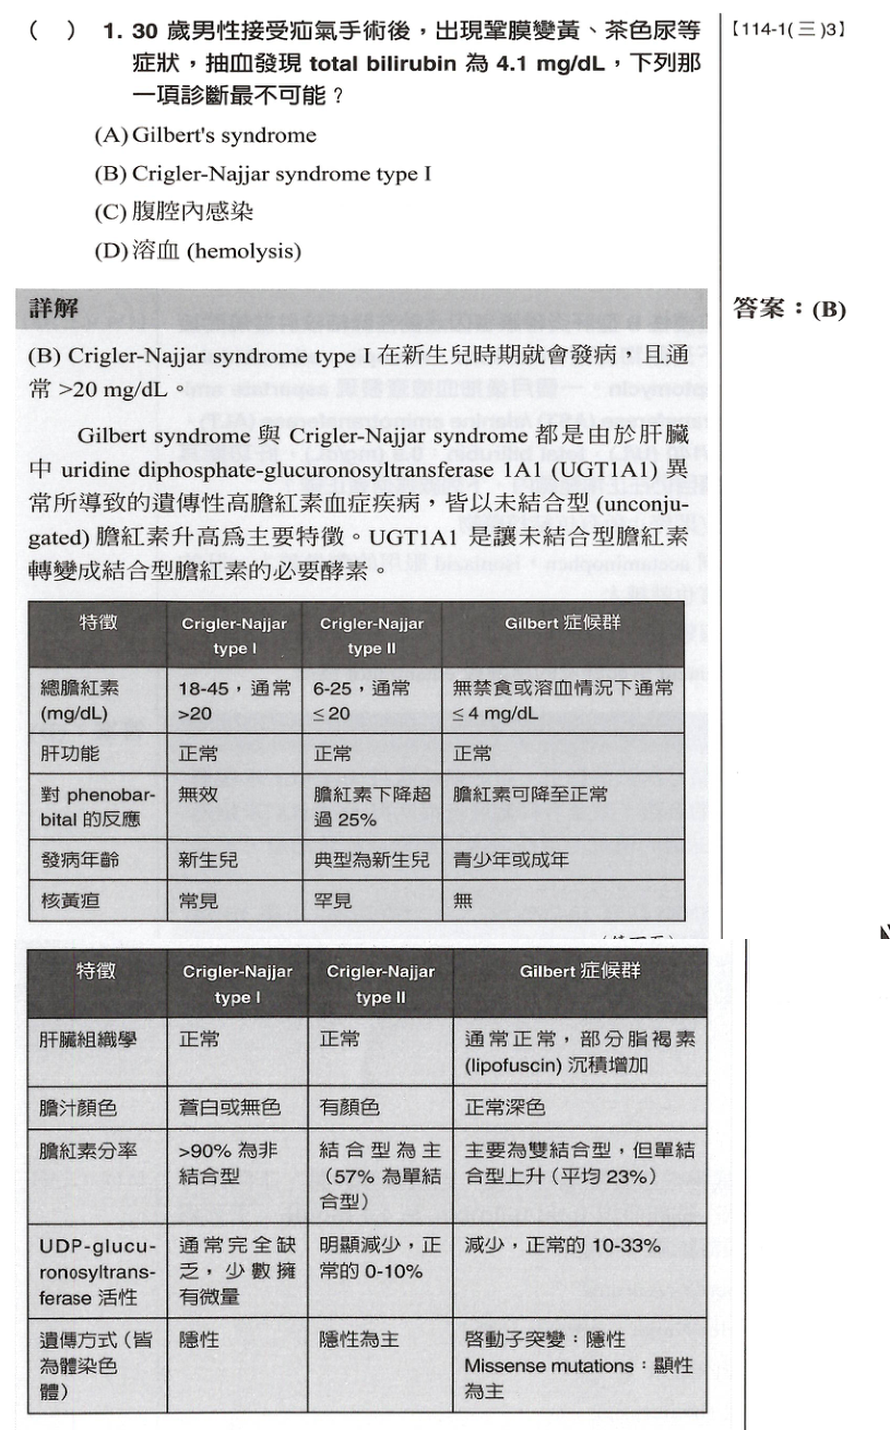 (　) 1. 30 歲男性接受疝氣手術後，出現鞏膜變黃、茶色尿等
症狀，抽血發現 total bilirubin 為 4.1 mg/dL，下列那
一項診斷最不可能？
【114-1(三)3】
(A) Gilbert's syndrome
(B) Crigler-Najjar syndrome type I
(C) 腹腔內感染
(D) 溶血 (hemolysis)
詳解
答案：(B)
(B) Crigler-Najjar syndrome type I 在新生兒時期就會發病，且通
常 >20 mg/dL。
Gilbert syndrome 與 Crigler-Najjar syndrome 都是由於肝臟
中 uridine diphosphate-glucuronosyltransferase 1A1 (UGT1A1) 異
常所導致的遺傳性高膽紅素血症疾病，皆以未結合型 (unconju-
gated) 膽紅素升高為主要特徵。UGT1A1 是讓未結合型膽紅素
轉變成結合型膽紅素的必要酵素。
特徵 Crigler-Najjar Crigler-Najjar Gilbert 症候群
type I type II
總膽紅素 18-45，通常 6-25，通常 無禁食或溶血情況下通常
(mg/dL) >20 ≤20 ≤4 mg/dL
肝功能 正常 正常 正常
對 phenobar- 無效 膽紅素下降超 膽紅素可降至正常
bital 的反應 過 25%
發病年齡 新生兒 典型為新生兒 青少年或成年
核黃疸 常見 罕見 無
特徵 Crigler-Najjar Crigler-Najjar Gilbert 症候群
type I type II
肝臟組織學 正常 正常 通常正常，部分脂褐素
(lipofuscin) 沉積增加
膽汁顏色 蒼白或無色 有顏色 正常深色
膽紅素分率 >90% 為非 結合型為主 主要為雙結合型，但單結
結合型 （57% 為單結 合型上升（平均 23%）
合型）
UDP-glucu- 通常完全缺 明顯減少，正 減少，正常的 10-33%
ronosyltrans- 乏，少數擁 常的 0-10%
ferase 活性 有微量
遺傳方式（皆 隱性 隱性為主 啓動子突變：隱性
為體染色 Missense mutations：顯性
體） 為主